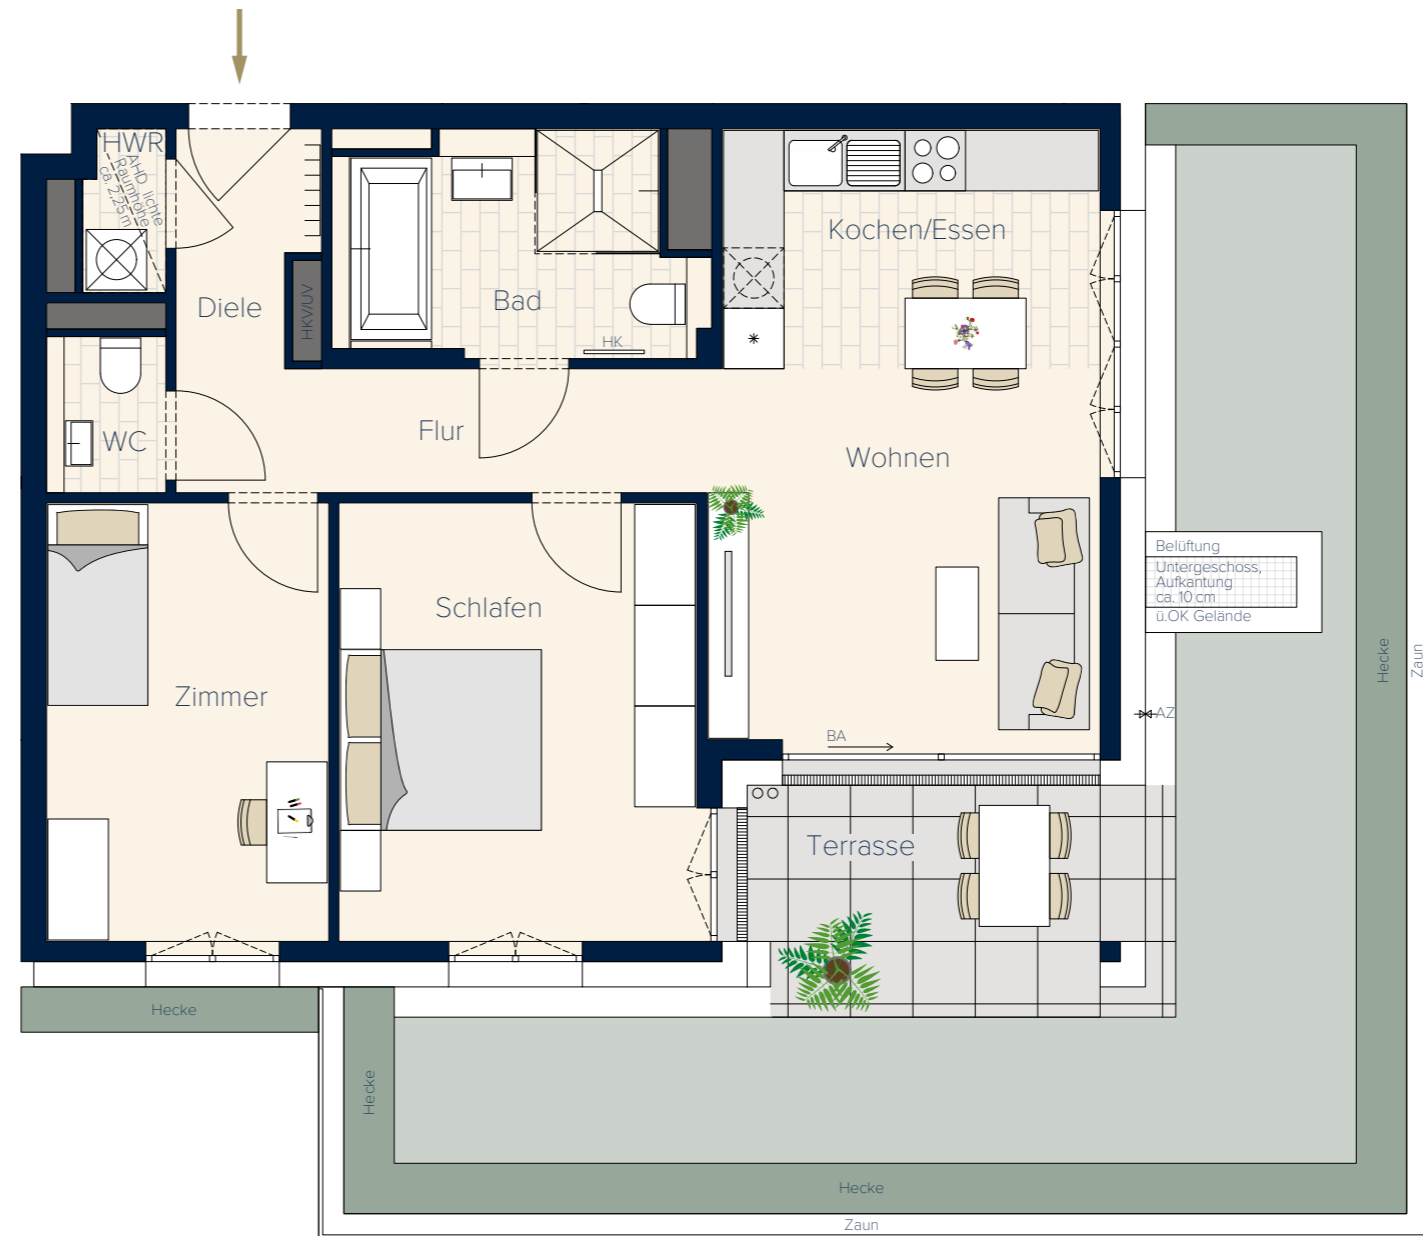 HWR
AHD lichte
Raumhöhe
ca. 2,25m
Diele
HKV/UV
Bad
HK
Kochen/Essen
WC
Flur
Wohnen
Schlafen
Zimmer
BA
Terrasse
Belüftung
Untergeschoss,
Aufkantung
ca. 10 cm
ü.OK Gelände
AZ
Hecke
Zaun
Hecke
Hecke
Hecke
Zaun